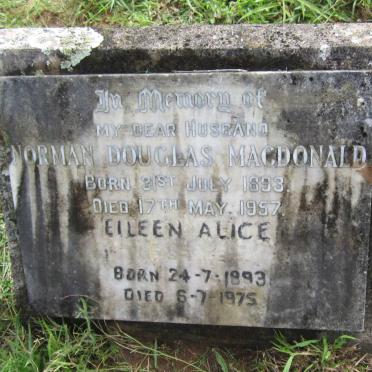 In Memory of
MY DEAR HUSBAND
NORMAN DOUGLAS MACDONALD
BORN 21ST JULY 1893.
DIED 17TH MAY. 1957.
EILEEN ALICE
BORN 24-7-1893
DIED 6-7-1975